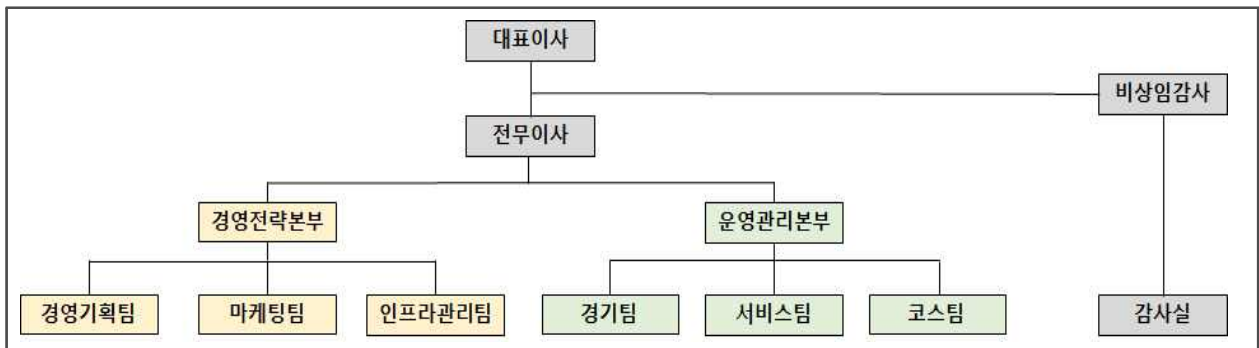 대표이사
비상임감사
전무이사
경영전략본부
운영관리본부
경영기획팀
마케팅팀
인프라관리팀
경기팀
서비스팀
코스팀
감사실